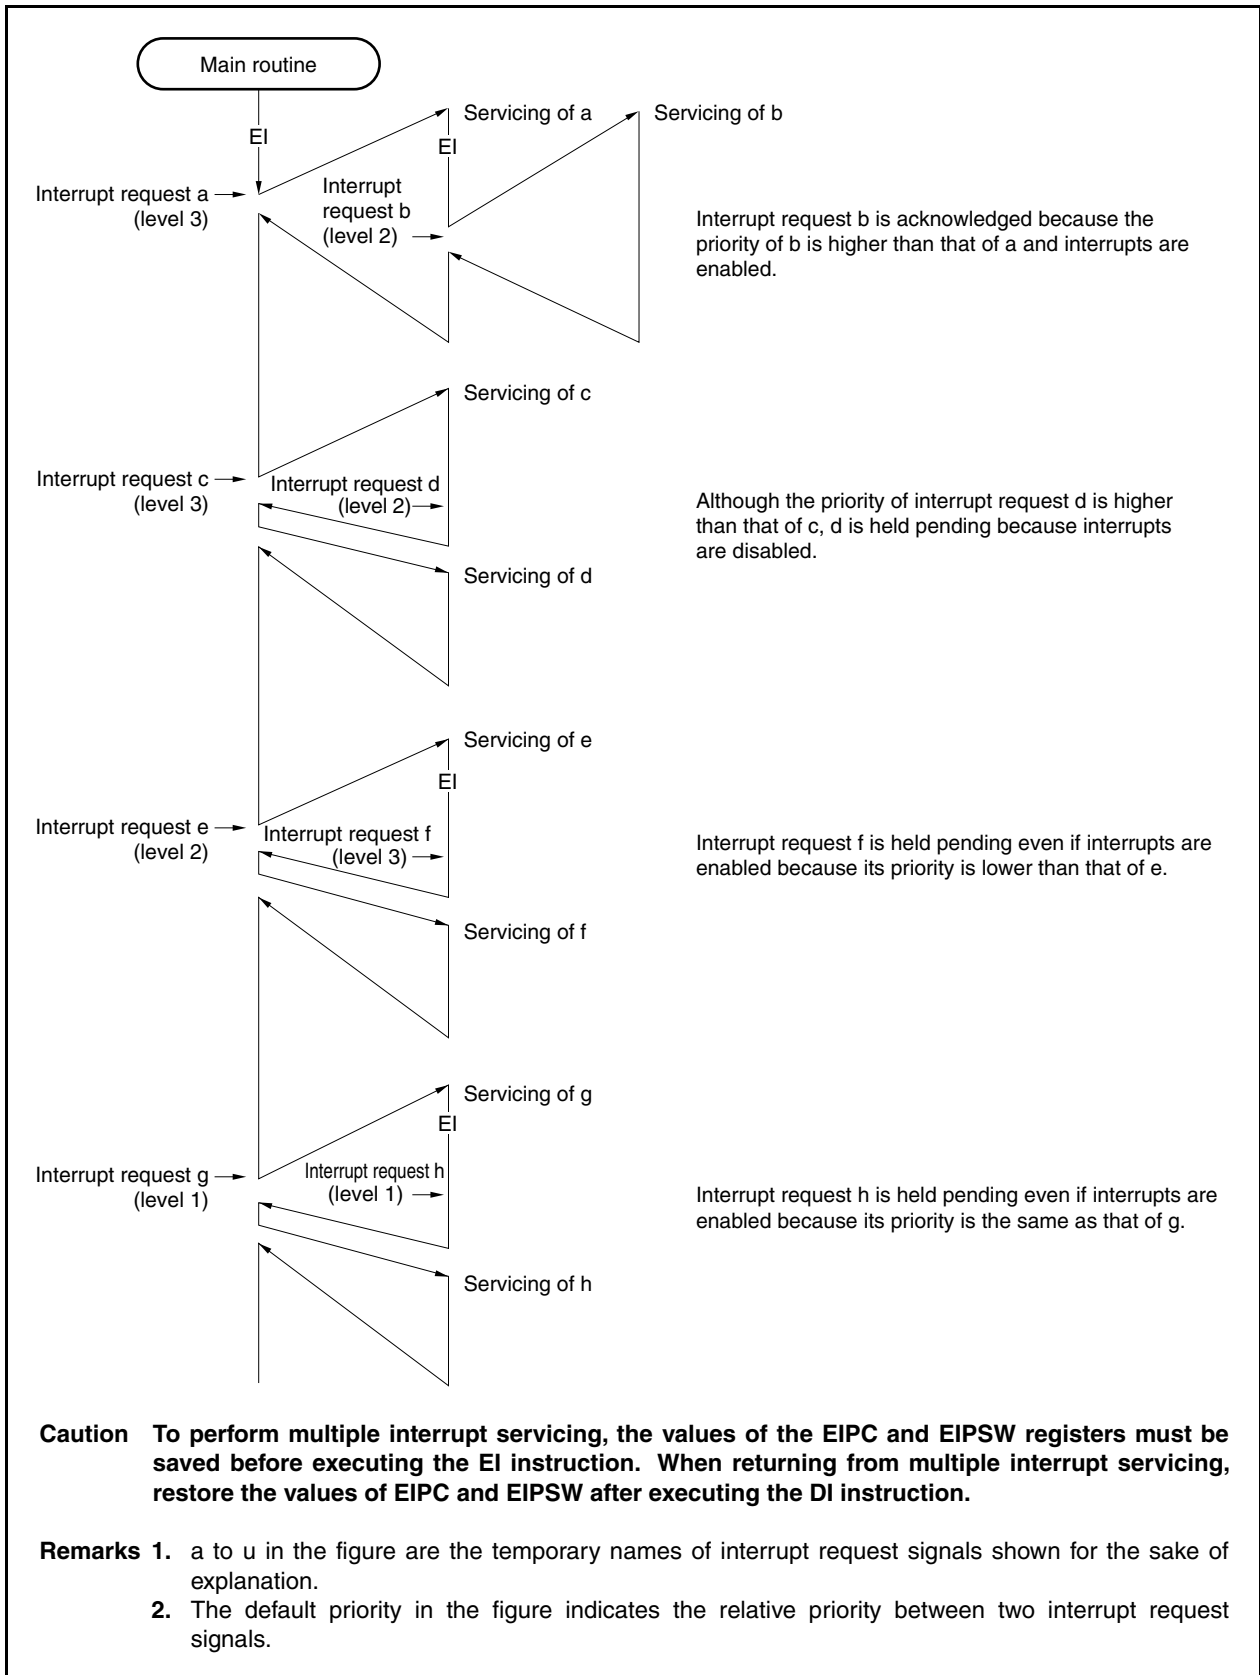 Main routine
EI
Servicing of a
Servicing of b
EI
Interrupt request a
(level 3)
Interrupt
request b
(level 2)
Interrupt request b is acknowledged because the
priority of b is higher than that of a and interrupts are
enabled.
Servicing of c
Interrupt request c
(level 3)
Interrupt request d
(level 2)
Although the priority of interrupt request d is higher
than that of c, d is held pending because interrupts
are disabled.
Servicing of d
Servicing of e
EI
Interrupt request e
(level 2)
Interrupt request f
(level 3)
Interrupt request f is held pending even if interrupts are
enabled because its priority is lower than that of e.
Servicing of f
Servicing of g
EI
Interrupt request g
(level 1)
Interrupt request h
(level 1)
Interrupt request h is held pending even if interrupts are
enabled because its priority is the same as that of g.
Servicing of h
Caution To perform multiple interrupt servicing, the values of the EIPC and EIPSW registers must be
saved before executing the EI instruction. When returning from multiple interrupt servicing,
restore the values of EIPC and EIPSW after executing the DI instruction.
Remarks 1. a to u in the figure are the temporary names of interrupt request signals shown for the sake of
explanation.
2. The default priority in the figure indicates the relative priority between two interrupt request
signals.